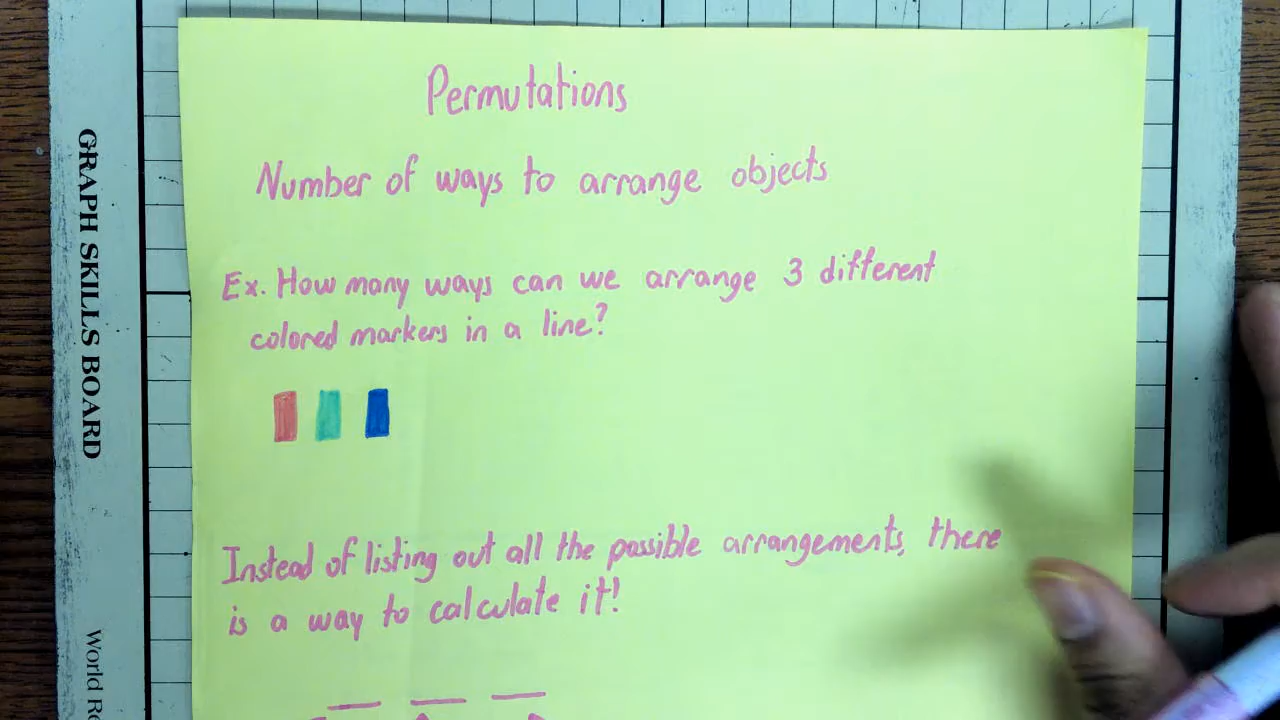 Permutations
Number of ways to arrange objects
Ex. How many ways can we arrange 3 different
colored markers in a line?
Instead of listing out all the possible arrangements, there
is a way to calculate it!
GRAPH SKILLS BOARD
World